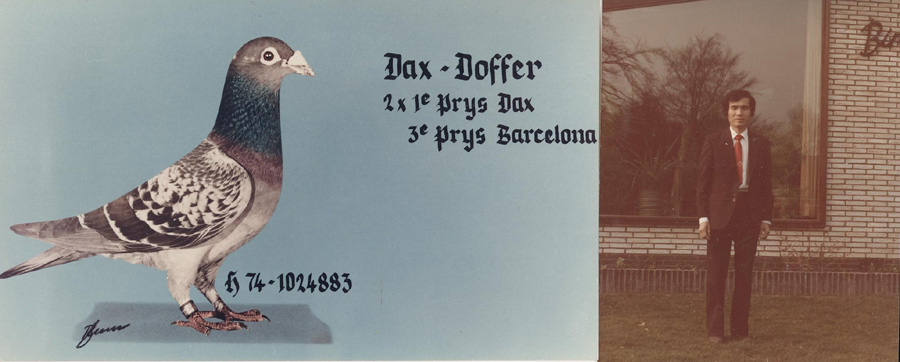 Dax - Doffer
2 x 1e Prys Dax
3e Prys Barcelona
H 74-1024883